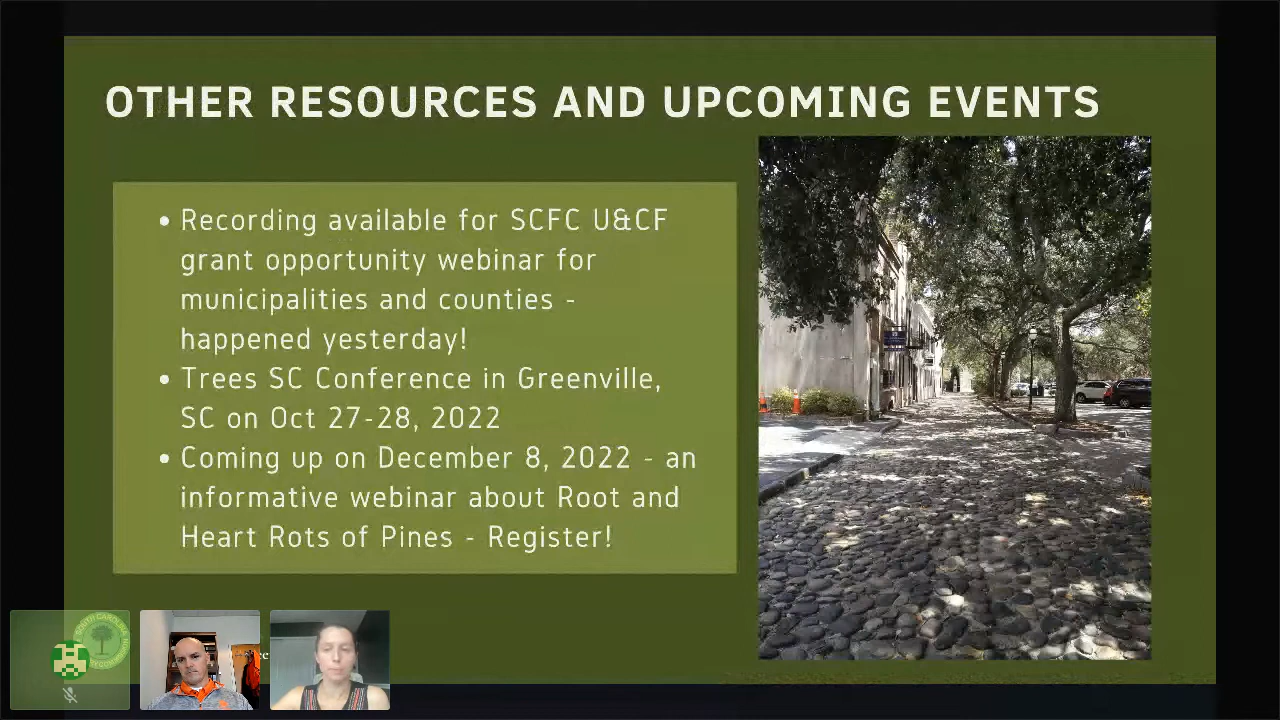 OTHER RESOURCES AND UPCOMING EVENTS
• Recording available for SCFC U&CF
grant opportunity webinar for
municipalities and counties -
happened yesterday!
• Trees SC Conference in Greenville,
SC on Oct 27-28, 2022
• Coming up on December 8, 2022 - an
informative webinar about Root and
Heart Rots of Pines - Register!
SOUTH CAROLINA